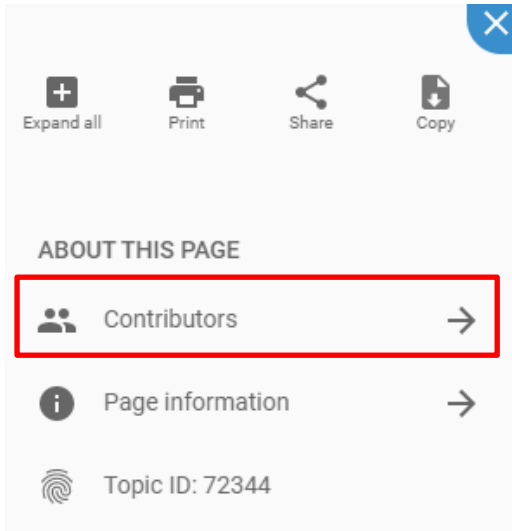 Expand all Print Share Copy
ABOUT THIS PAGE
Contributors
Page information
Topic ID: 72344